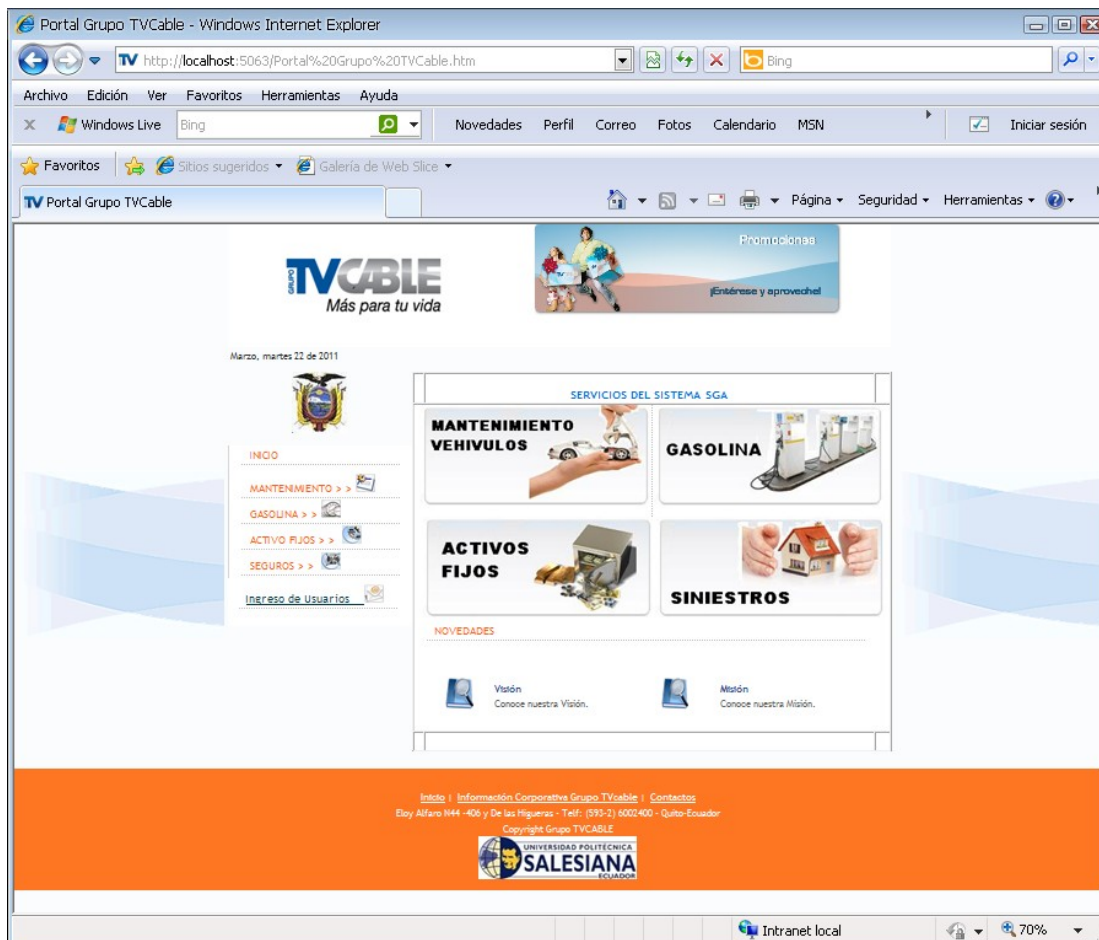 Portal Grupo TVCable - Windows Internet Explorer
TV http://localhost:5063/Portal%20Grupo%20TVCable.htm Bing
Archivo Edición Ver Favoritos Herramientas Ayuda
X Windows Live Bing Novedades Perfil Correo Fotos Calendario MSN Iniciar sesión
Favoritos Sitios sugeridos Galería de Web Slice
TV Portal Grupo TVCable Página Seguridad Herramientas
Promociones
GRUPO TVCABLE
Más para tu vida
¡Entérese y aproveche!
Marzo, martes 22 de 2011
SERVICIOS DEL SISTEMA SGA
MANTENIMIENTO
VEHIVULOS
GASOLINA
INICIO
MANTENIMIENTO > >
GASOLINA > >
ACTIVO FIJOS > >
SEGUROS > >
Ingreso de Usuarios
ACTIVOS
FIJOS
SINIESTROS
NOVEDADES
Visión
Conoce nuestra Visión.
Misión
Conoce nuestra Misión.
Inicio | Información Corporativa Grupo TVcable | Contactos
Eloy Alfaro N44 -406 y De las Higueras - Telf: (593-2) 6002400 - Quito-Ecuador
Copyright Grupo TVCABLE
UNIVERSIDAD POLITÉCNICA
SALESIANA
ECUADOR
Intranet local 70%